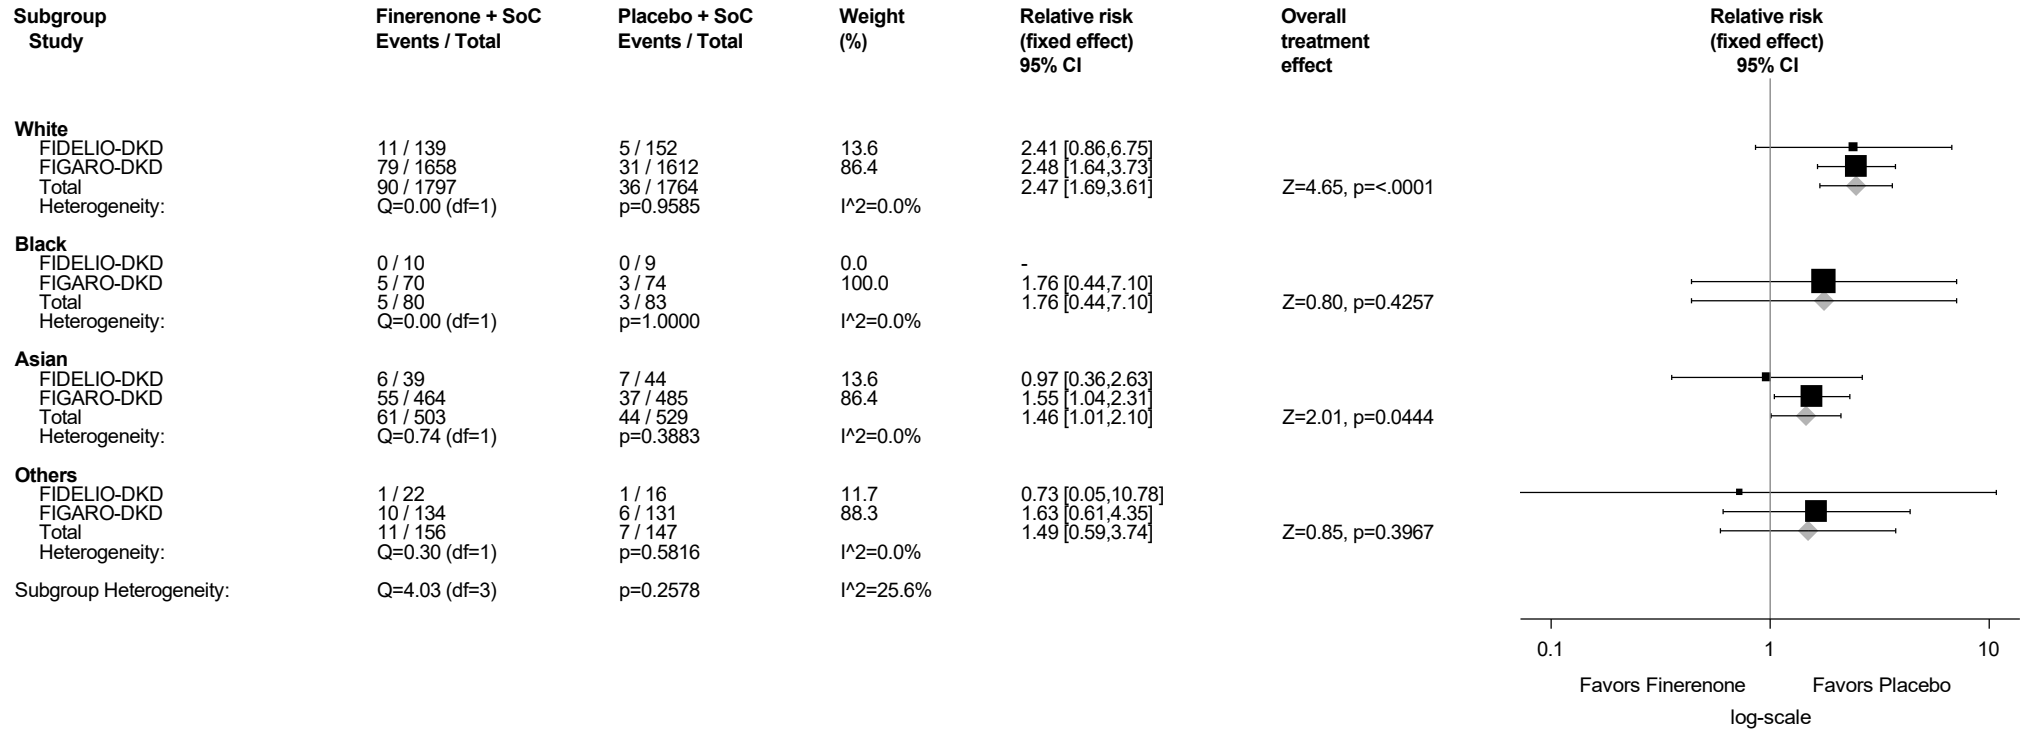 Subgroup Finerenone + SoC Placebo + SoC Weight Relative risk Overall Relative risk
Study Events / Total Events / Total (%) (fixed effect) treatment (fixed effect)
95% CI effect 95% CI
White
FIDELIO-DKD 11 / 139 5 / 152 13.6 2.41 [0.86,6.75]
FIGARO-DKD 79 / 1658 31 / 1612 86.4 2.48 [1.64,3.73]
Total 90 / 1797 36 / 1764 2.47 [1.69,3.61] Z=4.65, p=<.0001
Heterogeneity: Q=0.00 (df=1) p=0.9585 I^2=0.0%
Black
FIDELIO-DKD 0 / 10 0 / 9 0.0 -
FIGARO-DKD 5 / 70 3 / 74 100.0 1.76 [0.44,7.10]
Total 5 / 80 3 / 83 1.76 [0.44,7.10] Z=0.80, p=0.4257
Heterogeneity: Q=0.00 (df=1) p=1.0000 I^2=0.0%
Asian
FIDELIO-DKD 6 / 39 7 / 44 13.6 0.97 [0.36,2.63]
FIGARO-DKD 55 / 464 37 / 485 86.4 1.55 [1.04,2.31]
Total 61 / 503 44 / 529 1.46 [1.01,2.10] Z=2.01, p=0.0444
Heterogeneity: Q=0.74 (df=1) p=0.3883 I^2=0.0%
Others
FIDELIO-DKD 1 / 22 1 / 16 11.7 0.73 [0.05,10.78]
FIGARO-DKD 10 / 134 6 / 131 88.3 1.63 [0.61,4.35]
Total 11 / 156 7 / 147 1.49 [0.59,3.74] Z=0.85, p=0.3967
Heterogeneity: Q=0.30 (df=1) p=0.5816 I^2=0.0%
Subgroup Heterogeneity: Q=4.03 (df=3) p=0.2578 I^2=25.6%
0.1 1 10
Favors Finerenone Favors Placebo
log-scale